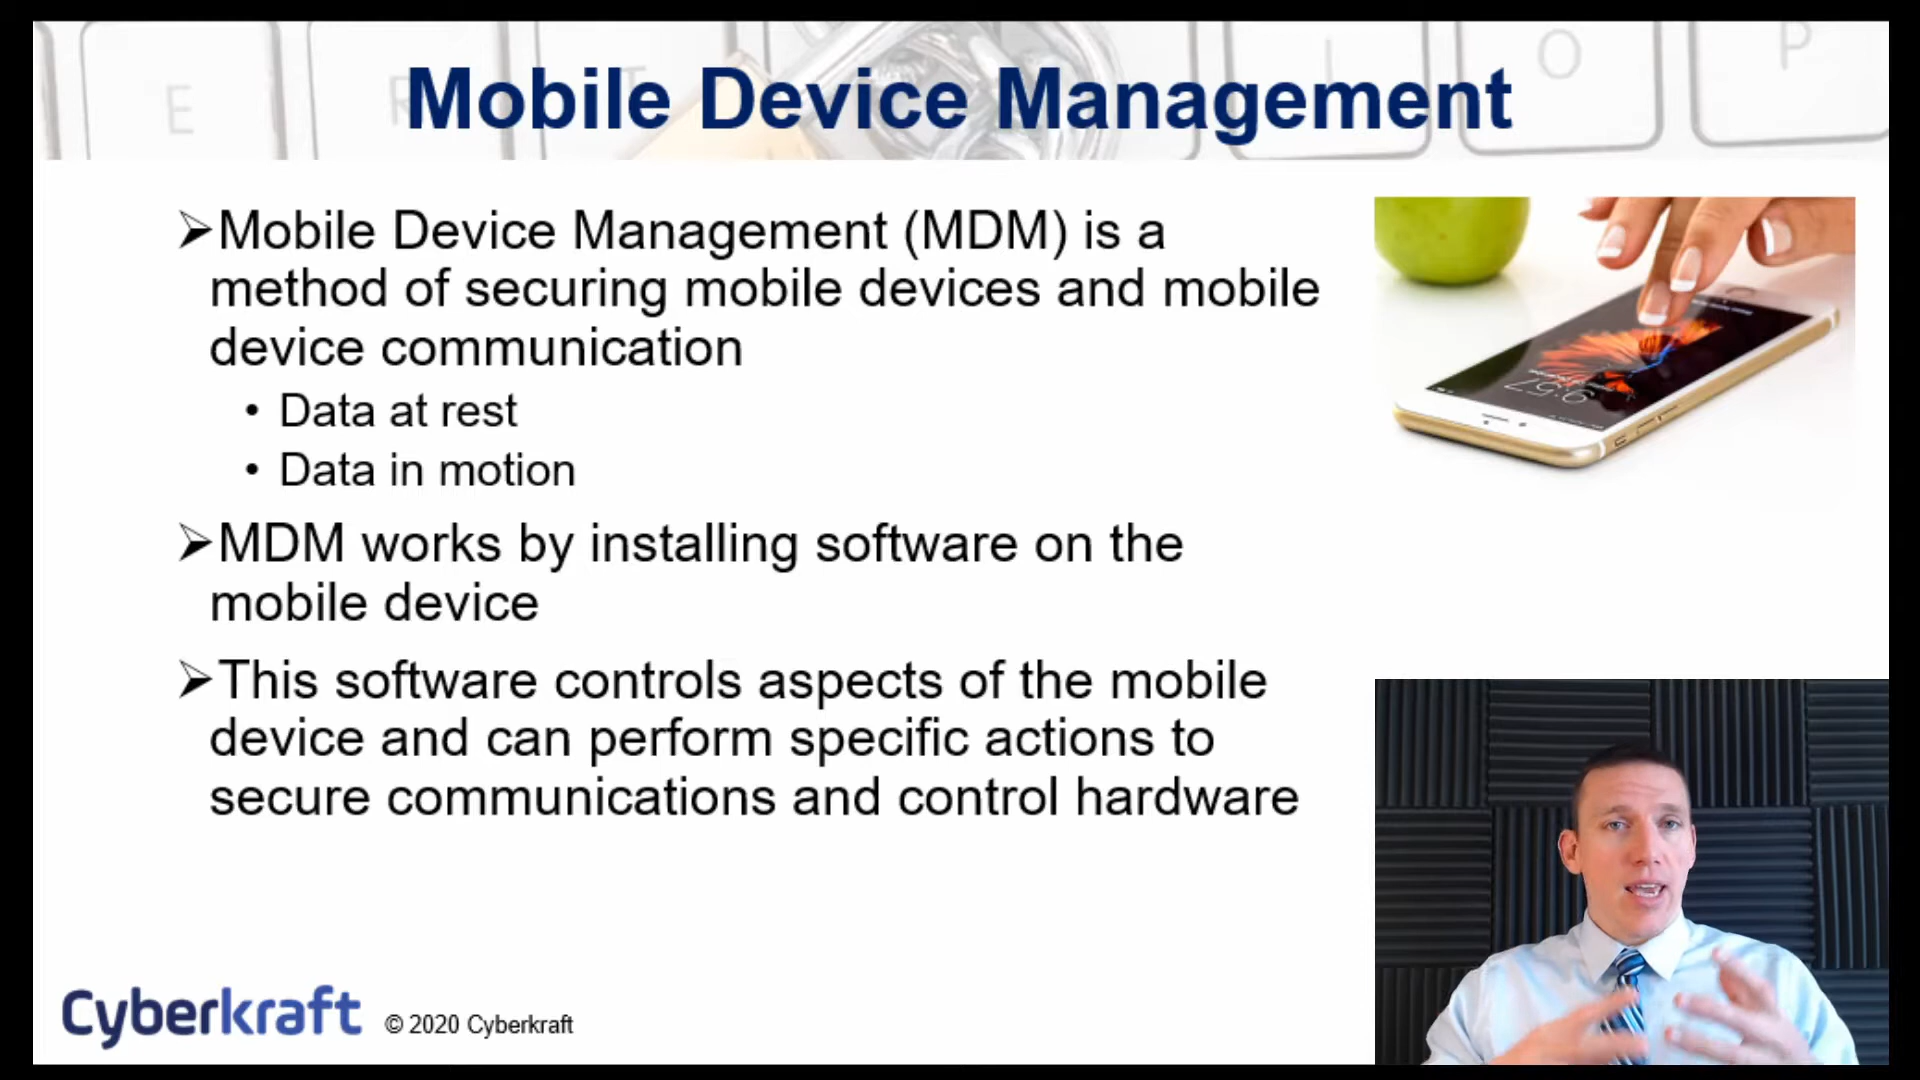 E R T I O P
Mobile Device Management
➢Mobile Device Management (MDM) is a
method of securing mobile devices and mobile
device communication
• Data at rest
• Data in motion
➢MDM works by installing software on the
mobile device
➢This software controls aspects of the mobile
device and can perform specific actions to
secure communications and control hardware
9:57
Cyberkraft © 2020 Cyberkraft